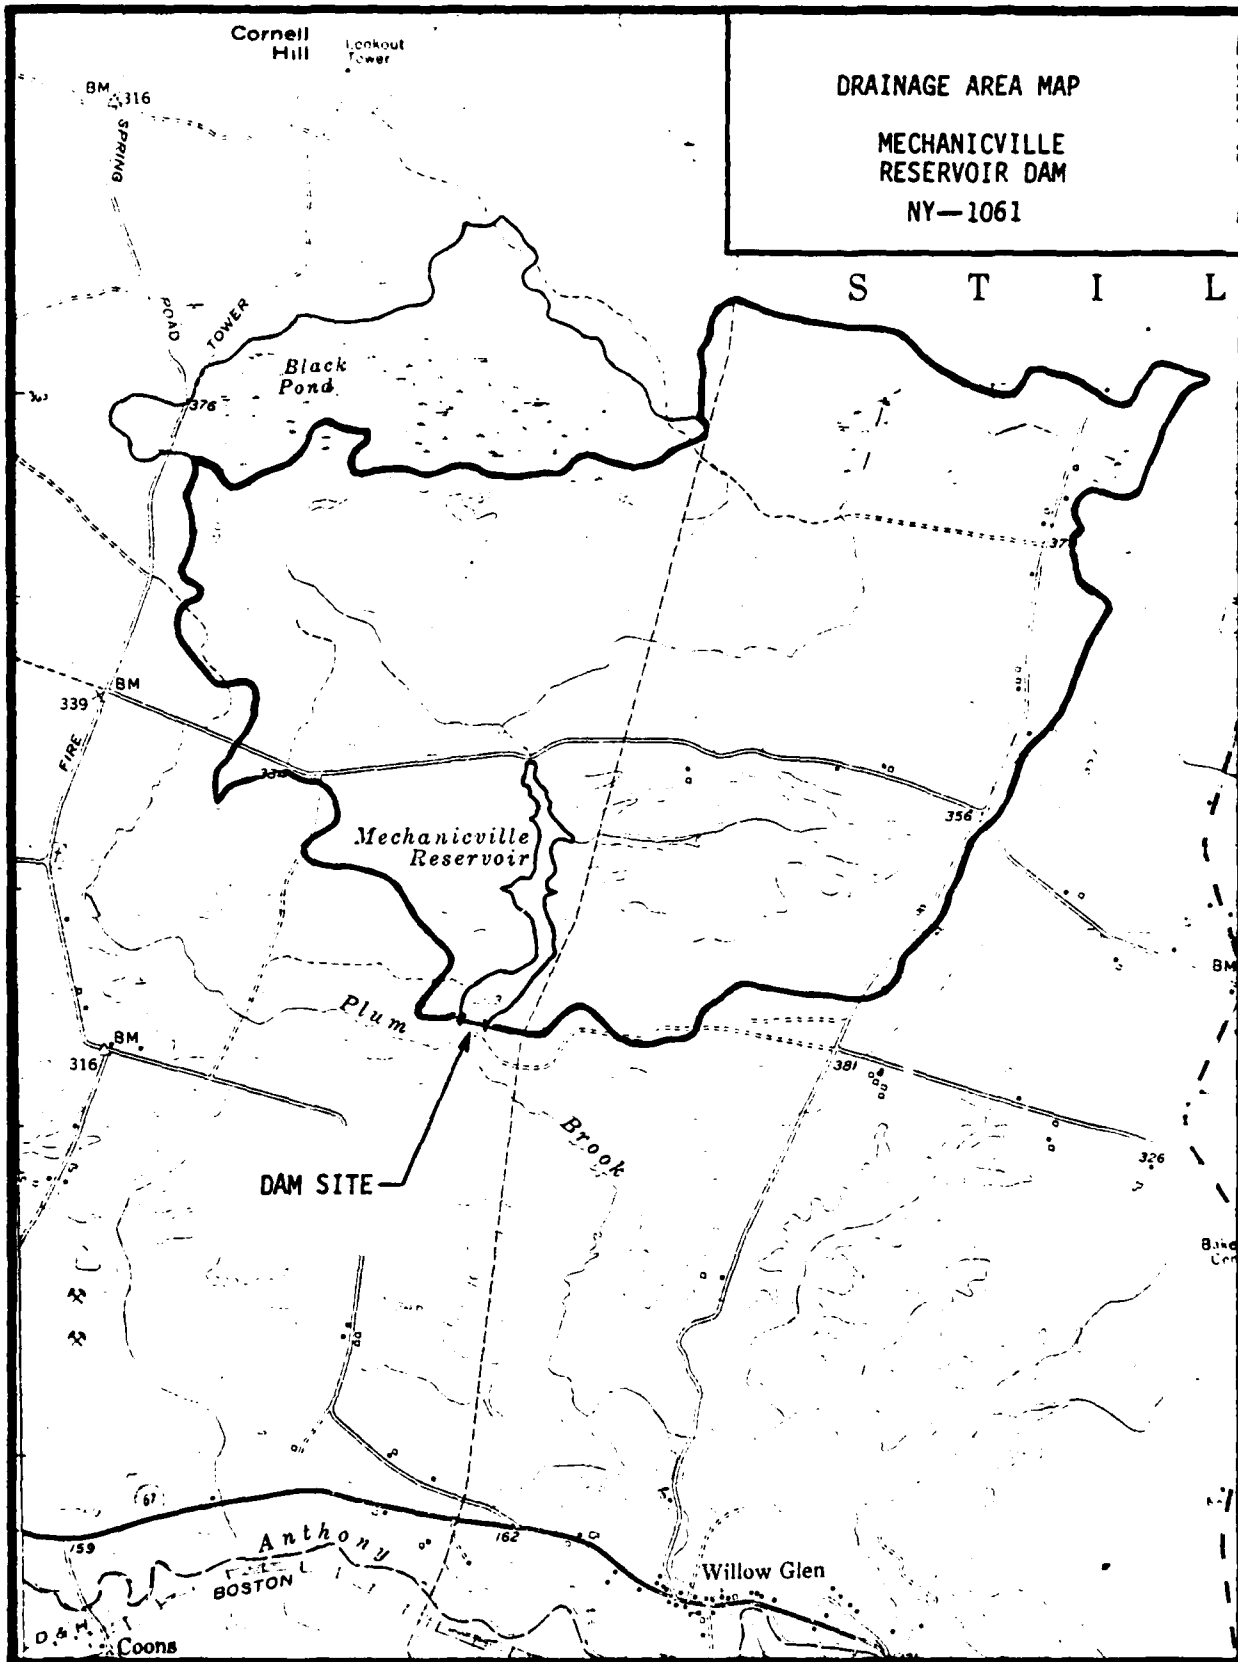 Cornell
Hill
Lookout
Tower
DRAINAGE AREA MAP
MECHANICVILLE
RESERVOIR DAM
NY—1061
BM
316
SPRING
ROAD
TOWER
S T I L
Black
Pond
376
BM
339
FIRE
356
Mechanicville
Reservoir
Plum
BM
BM
316
381
Brook
326
DAM SITE
67
159
Anthony
162
BOSTON
Willow Glen
D & H
Coons